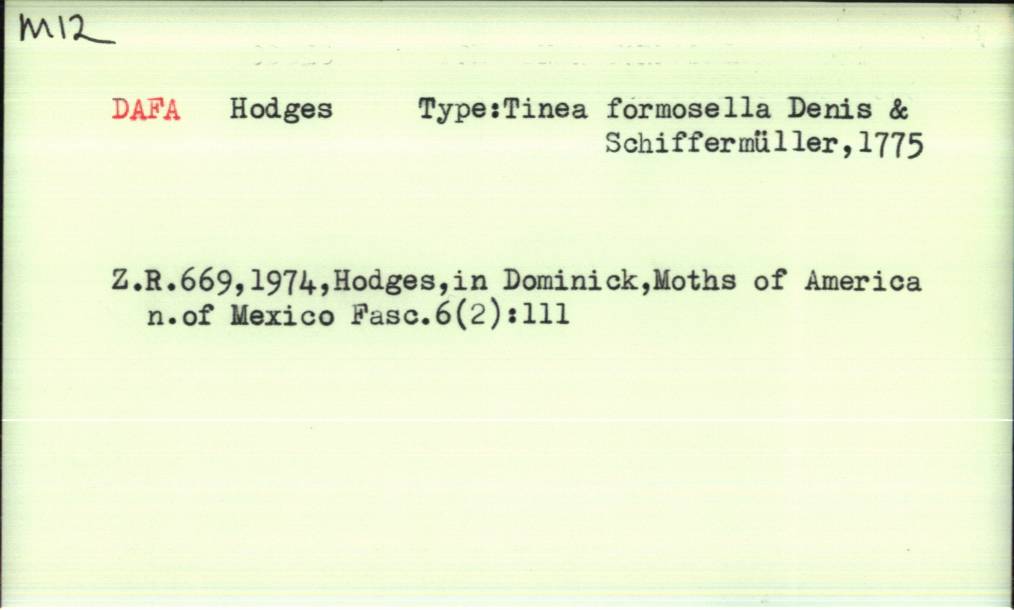 M12
DAFA Hodges Type:Tinea formosella Denis &
Schiffermüller,1775
Z.R.669,1974,Hodges,in Dominick,Moths of America
n.of Mexico Fasc.6(2):111